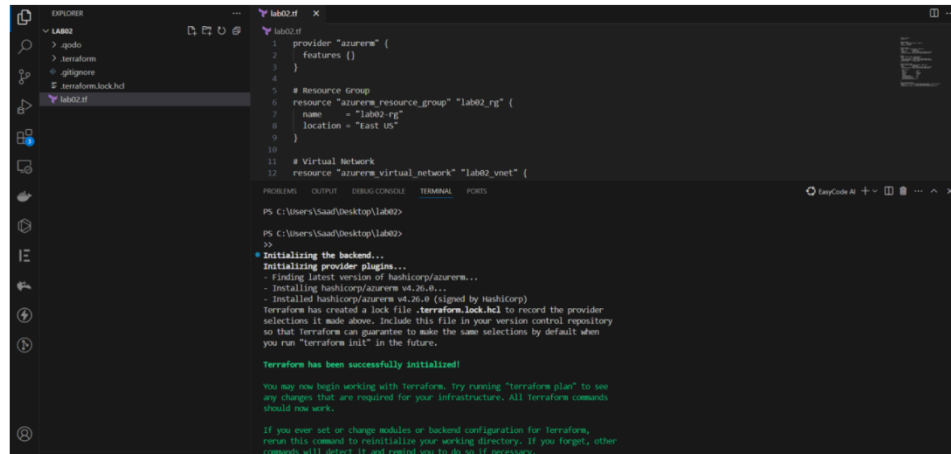 EXPLORER
LAB02
.qodo
.terraform
.gitignore
.terraform.lock.hcl
lab02.tf
lab02.tf
lab02.tf
1 provider "azurerm" {
2 features {}
3 }
4
5 # Resource Group
6 resource "azurerm_resource_group" "lab02_rg" {
7 name = "lab02-rg"
8 location = "East US"
9 }
10
11 # Virtual Network
12 resource "azurerm_virtual_network" "lab02_vnet" {
PROBLEMS OUTPUT DEBUG CONSOLE TERMINAL PORTS
EasyCode AI
PS C:\Users\Saad\Desktop\lab02>
PS C:\Users\Saad\Desktop\lab02>
>>
Initializing the backend...
Initializing provider plugins...
- Finding latest version of hashicorp/azurerm...
- Installing hashicorp/azurerm v4.26.0...
- Installed hashicorp/azurerm v4.26.0 (signed by HashiCorp)
Terraform has created a lock file .terraform.lock.hcl to record the provider
selections it made above. Include this file in your version control repository
so that Terraform can guarantee to make the same selections by default when
you run "terraform init" in the future.
Terraform has been successfully initialized!
You may now begin working with Terraform. Try running "terraform plan" to see
any changes that are required for your infrastructure. All Terraform commands
should now work.
If you ever set or change modules or backend configuration for Terraform,
rerun this command to reinitialize your working directory. If you forget, other
commands will detect it and remind you to do so if necessary.